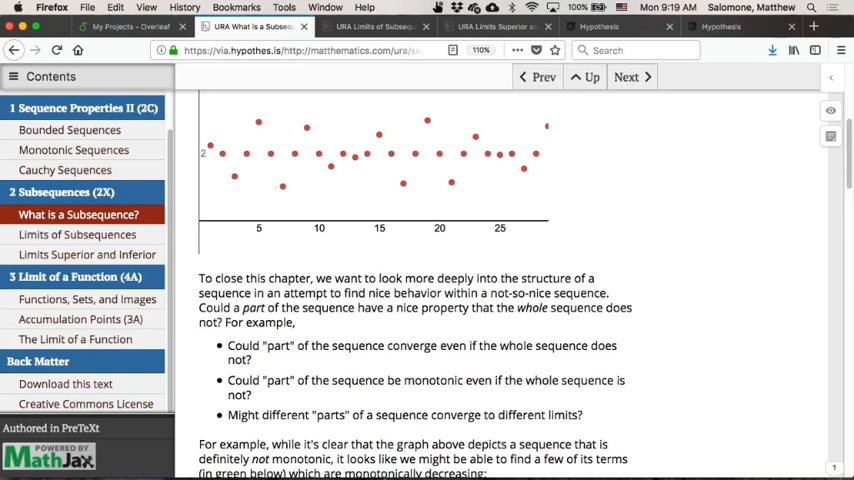 Firefox File Edit View History Bookmarks Tools Window Help 100% Mon 9:19 AM Salomone, Matthew
My Projects - Overleaf
URA What is a Subsequ
URA Limits of Subsequ
URA Limits Superior an
Hypothesis
Hypothesis
https://via.hypothes.is/http://mathematics.com/ura/se
110%
Search
Contents
Prev
Up
Next
1 Sequence Properties II (2C)
Bounded Sequences
Monotonic Sequences
Cauchy Sequences
2 Subsequences (2X)
What is a Subsequence?
Limits of Subsequences
Limits Superior and Inferior
3 Limit of a Function (4A)
Functions, Sets, and Images
Accumulation Points (3A)
The Limit of a Function
Back Matter
Download this text
Creative Commons License
Authored in PreTeXt
POWERED BY
MathJax
2
5 10 15 20 25
To close this chapter, we want to look more deeply into the structure of a
sequence in an attempt to find nice behavior within a not-so-nice sequence.
Could a part of the sequence have a nice property that the whole sequence does
not? For example,
• Could "part" of the sequence converge even if the whole sequence does
not?
• Could "part" of the sequence be monotonic even if the whole sequence is
not?
• Might different "parts" of a sequence converge to different limits?
For example, while it's clear that the graph above depicts a sequence that is
definitely not monotonic, it looks like we might be able to find a few of its terms
(in green below) which are monotonically decreasing:
1